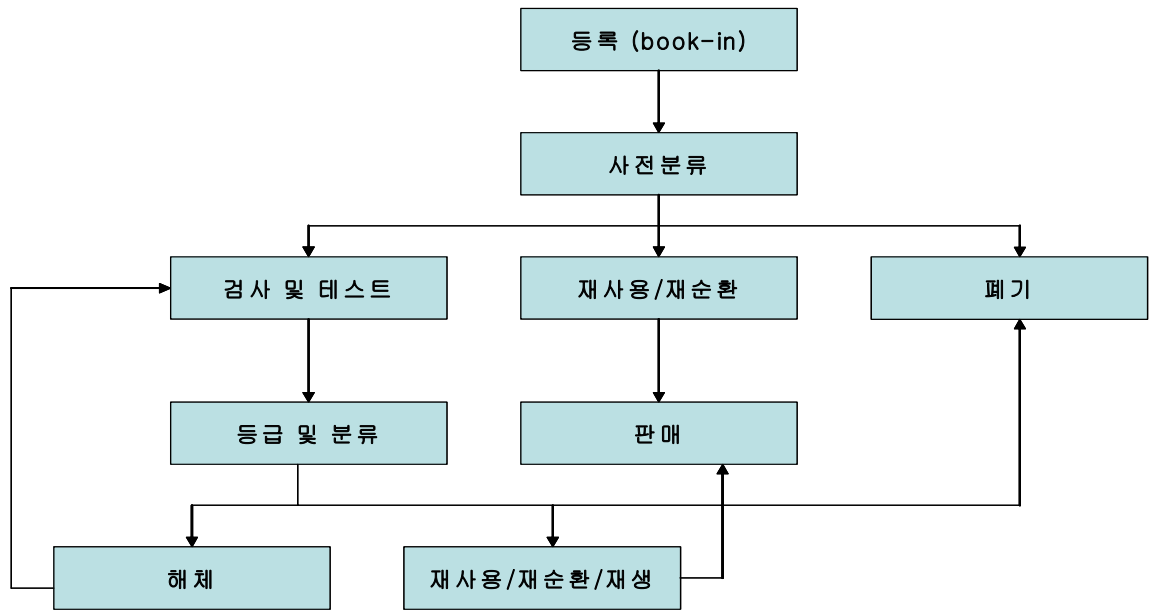 등록 (book-in)
사전분류
검사 및 테스트
재사용/재순환
폐기
등급 및 분류
판매
해체
재사용/재순환/재생